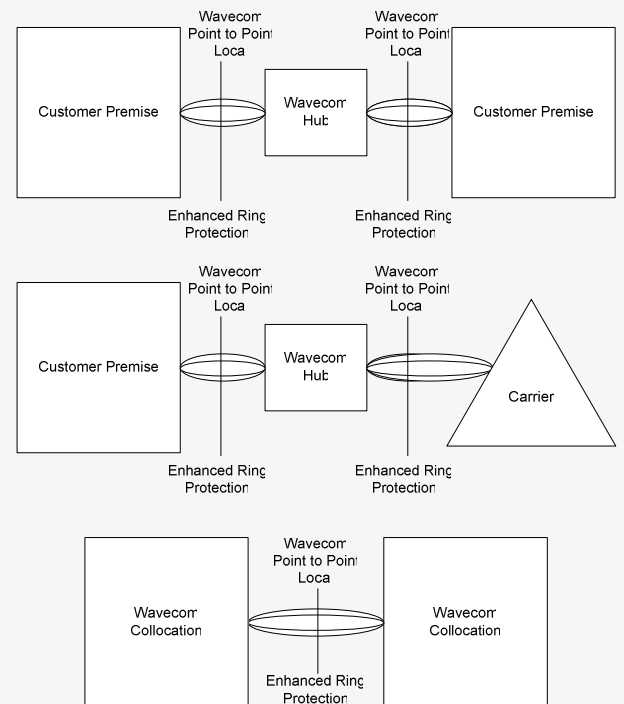 Wavecom
Point to Point
Loca
Wavecom
Point to Point
Loca
Customer Premise
Wavecom
Hub
Customer Premise
Enhanced Ring
Protection
Enhanced Ring
Protection
Wavecom
Point to Point
Loca
Wavecom
Point to Point
Loca
Customer Premise
Wavecom
Hub
Carrier
Enhanced Ring
Protection
Enhanced Ring
Protection
Wavecom
Point to Point
Loca
Wavecom
Collocation
Wavecom
Collocation
Enhanced Ring
Protection